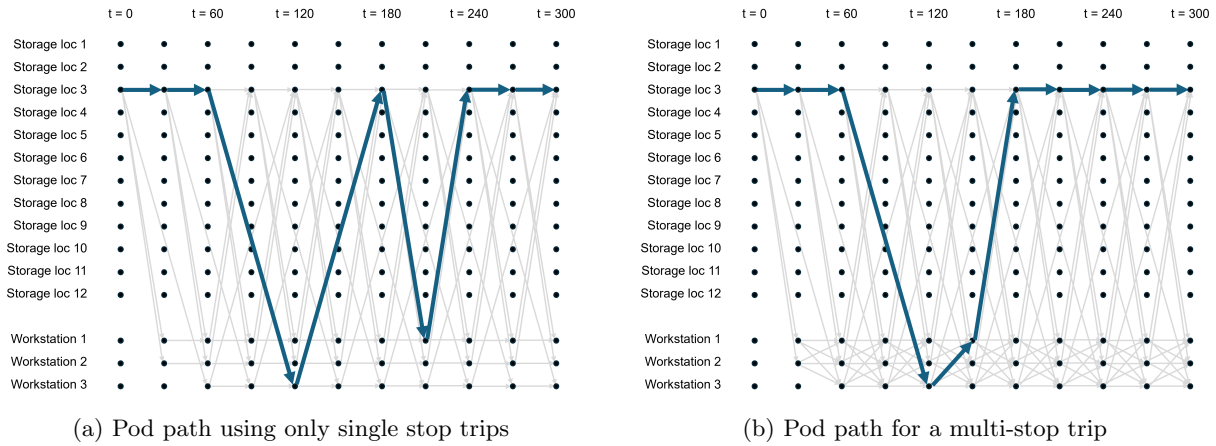 t = 0 t = 60 t = 120 t = 180 t = 240 t = 300
Storage loc 1
Storage loc 2
Storage loc 3
Storage loc 4
Storage loc 5
Storage loc 6
Storage loc 7
Storage loc 8
Storage loc 9
Storage loc 10
Storage loc 11
Storage loc 12
Workstation 1
Workstation 2
Workstation 3
(a) Pod path using only single stop trips
t = 0 t = 60 t = 120 t = 180 t = 240 t = 300
Storage loc 1
Storage loc 2
Storage loc 3
Storage loc 4
Storage loc 5
Storage loc 6
Storage loc 7
Storage loc 8
Storage loc 9
Storage loc 10
Storage loc 11
Storage loc 12
Workstation 1
Workstation 2
Workstation 3
(b) Pod path for a multi-stop trip